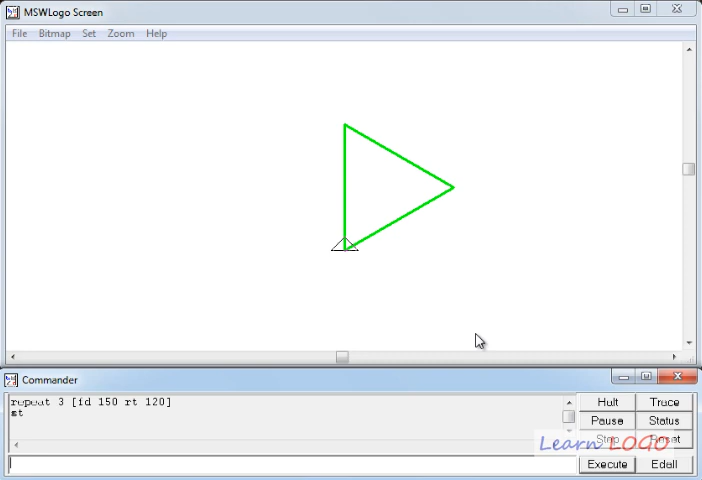 MSWLogo Screen
File Bitmap Set Zoom Help
Commander
repeat 3 [fd 150 rt 120]
st
Halt Trace
Pause Status
Stop Reset
Learn LOGO
Execute Edall